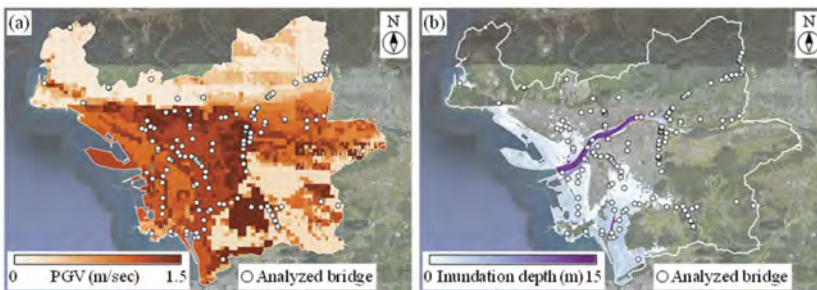 (a)
N
0 PGV (m/sec) 1.5
Analyzed bridge
(b)
N
0 Inundation depth (m) 15
Analyzed bridge